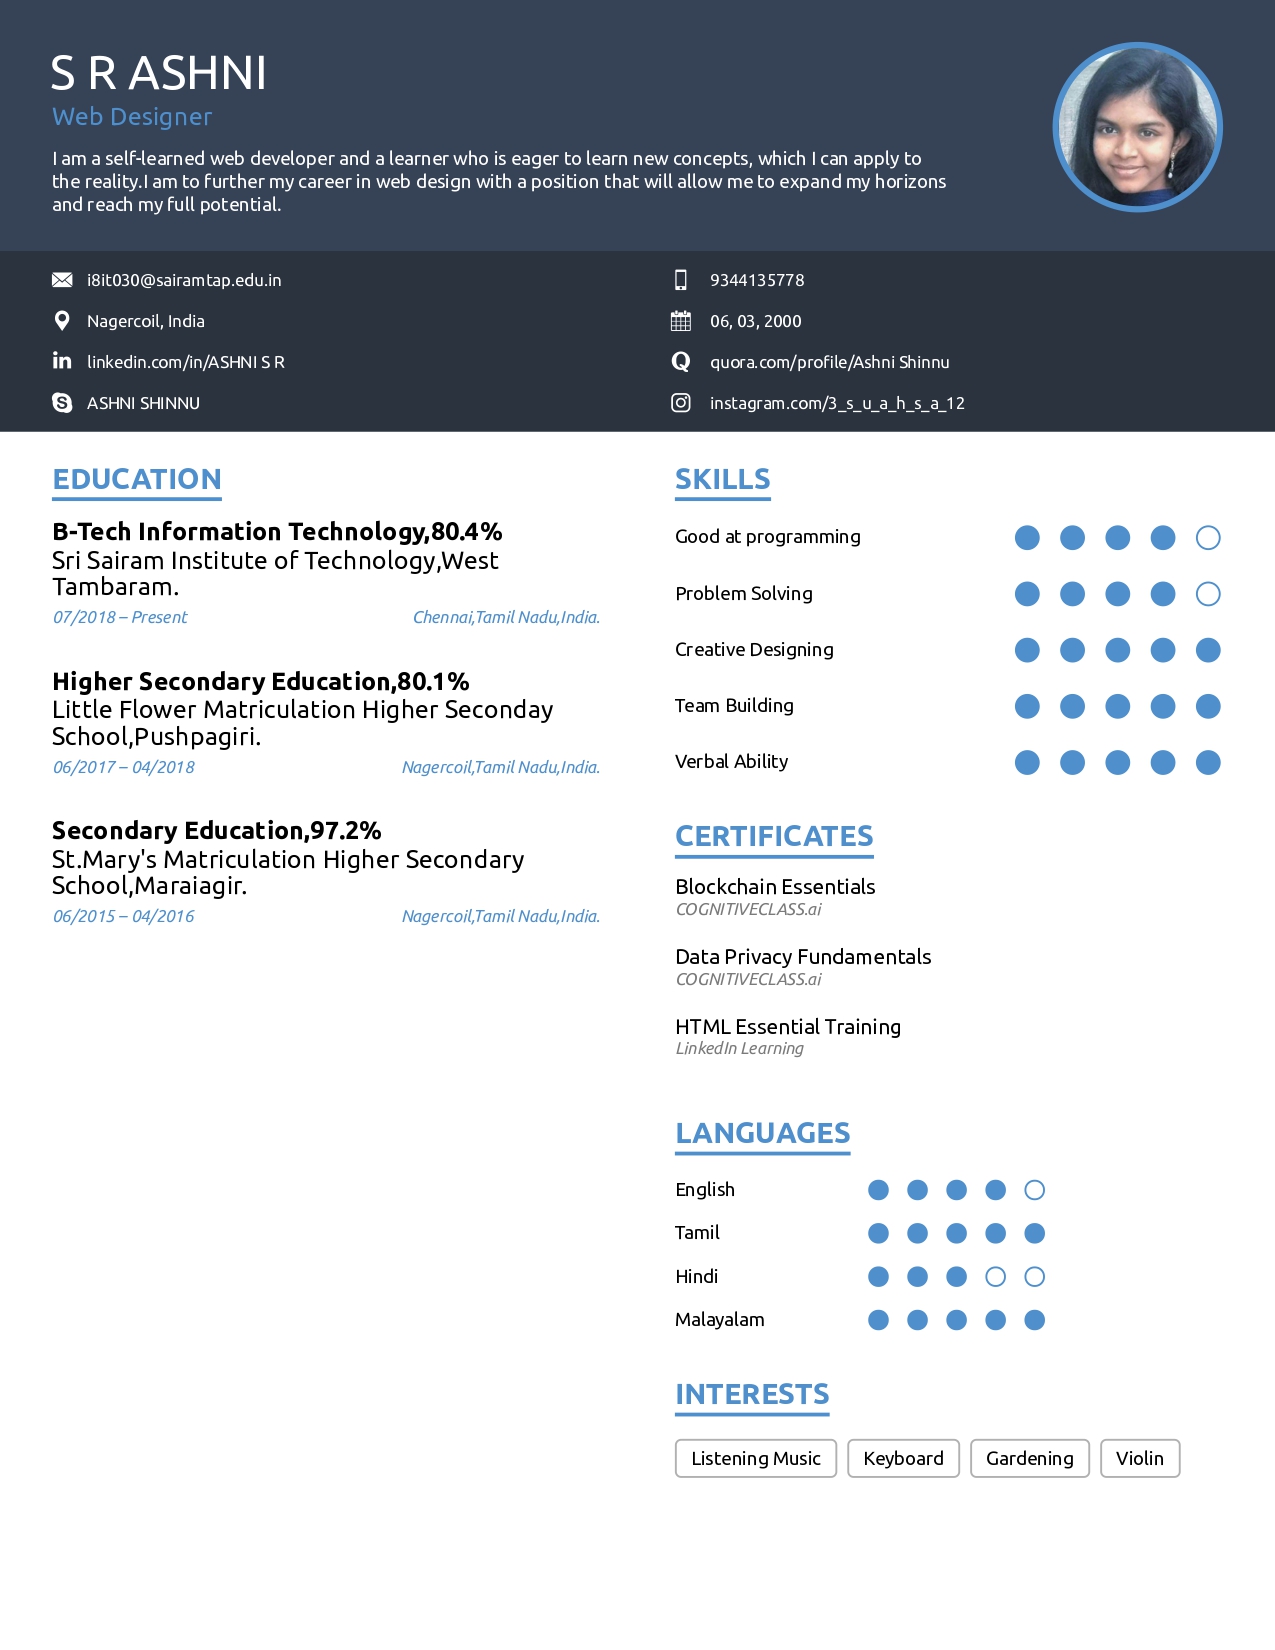 S R ASHNI
Web Designer
I am a self-learned web developer and a learner who is eager to learn new concepts, which I can apply to
the reality.I am to further my career in web design with a position that will allow me to expand my horizons
and reach my full potential.
i8it030@sairamtap.edu.in
9344135778
Nagercoil, India
06, 03, 2000
linkedin.com/in/ASHNI S R
quora.com/profile/Ashni Shinnu
ASHNI SHINNU
instagram.com/3_s_u_a_h_s_a_12
EDUCATION
B-Tech Information Technology,80.4%
Sri Sairam Institute of Technology,West
Tambaram.
07/2018 – Present
Chennai,Tamil Nadu,India.
Higher Secondary Education,80.1%
Little Flower Matriculation Higher Seconday
School,Pushpagiri.
06/2017 – 04/2018
Nagercoil,Tamil Nadu,India.
Secondary Education,97.2%
St.Mary's Matriculation Higher Secondary
School,Maraiagir.
06/2015 – 04/2016
Nagercoil,Tamil Nadu,India.
SKILLS
Good at programming
Problem Solving
Creative Designing
Team Building
Verbal Ability
CERTIFICATES
Blockchain Essentials
COGNITIVECLASS.ai
Data Privacy Fundamentals
COGNITIVECLASS.ai
HTML Essential Training
LinkedIn Learning
LANGUAGES
English
Tamil
Hindi
Malayalam
INTERESTS
Listening Music
Keyboard
Gardening
Violin